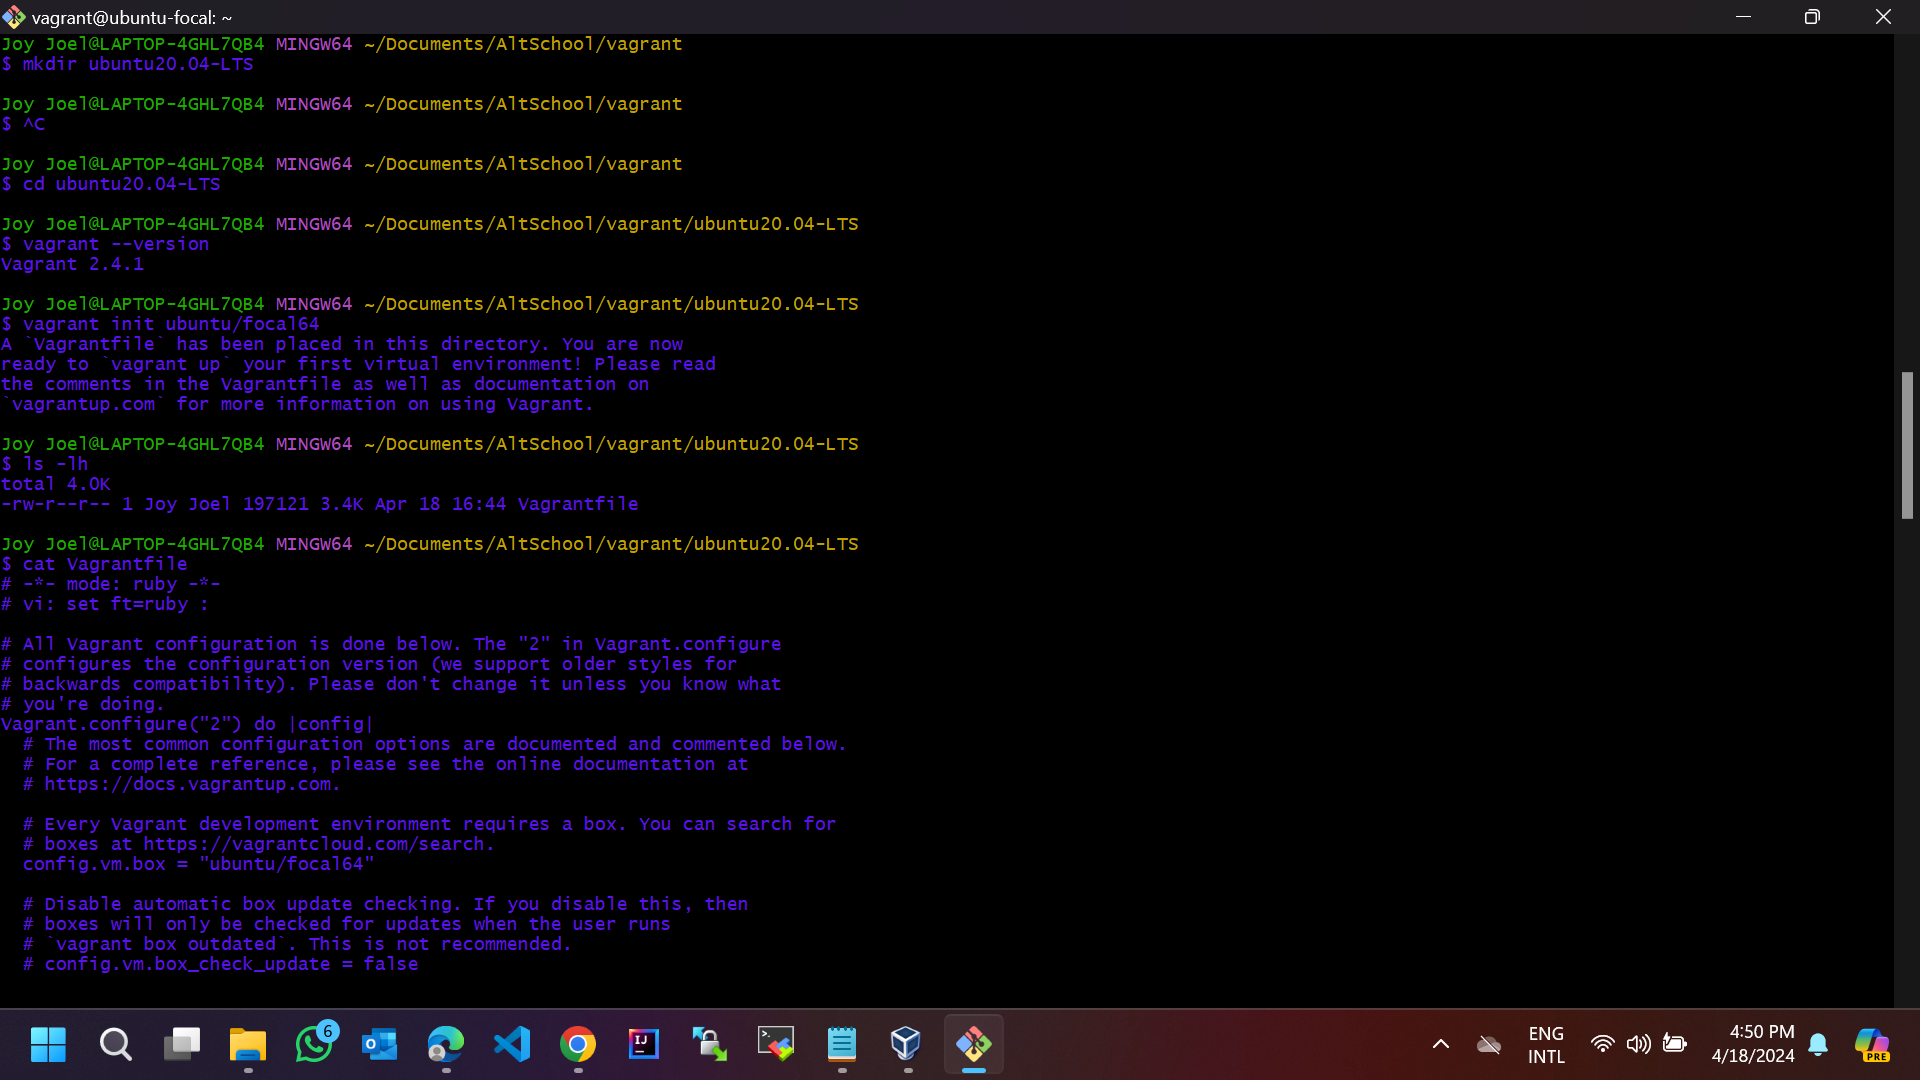 vagrant@ubuntu-focal: ~
Joy Joel@LAPTOP-4GHL7QB4 MINGW64 ~/Documents/AltSchool/vagrant
$ mkdir ubuntu20.04-LTS
Joy Joel@LAPTOP-4GHL7QB4 MINGW64 ~/Documents/AltSchool/vagrant
$ ^C
Joy Joel@LAPTOP-4GHL7QB4 MINGW64 ~/Documents/AltSchool/vagrant
$ cd ubuntu20.04-LTS
Joy Joel@LAPTOP-4GHL7QB4 MINGW64 ~/Documents/AltSchool/vagrant/ubuntu20.04-LTS
$ vagrant --version
Vagrant 2.4.1
Joy Joel@LAPTOP-4GHL7QB4 MINGW64 ~/Documents/AltSchool/vagrant/ubuntu20.04-LTS
$ vagrant init ubuntu/focal64
A `Vagrantfile` has been placed in this directory. You are now
ready to `vagrant up` your first virtual environment! Please read
the comments in the Vagrantfile as well as documentation on
`vagrantup.com` for more information on using Vagrant.
Joy Joel@LAPTOP-4GHL7QB4 MINGW64 ~/Documents/AltSchool/vagrant/ubuntu20.04-LTS
$ ls -lh
total 4.0K
-rw-r--r-- 1 Joy Joel 197121 3.4K Apr 18 16:44 Vagrantfile
Joy Joel@LAPTOP-4GHL7QB4 MINGW64 ~/Documents/AltSchool/vagrant/ubuntu20.04-LTS
$ cat Vagrantfile
# -*- mode: ruby -*-
# vi: set ft=ruby :
# All Vagrant configuration is done below. The "2" in Vagrant.configure
# configures the configuration version (we support older styles for
# backwards compatibility). Please don't change it unless you know what
# you're doing.
Vagrant.configure("2") do |config|
# The most common configuration options are documented and commented below.
# For a complete reference, please see the online documentation at
# https://docs.vagrantup.com.
# Every Vagrant development environment requires a box. You can search for
# boxes at https://vagrantcloud.com/search.
config.vm.box = "ubuntu/focal64"
# Disable automatic box update checking. If you disable this, then
# boxes will only be checked for updates when the user runs
# `vagrant box outdated`. This is not recommended.
# config.vm.box_check_update = false
6
IJ
ENG
INTL
4:50 PM
4/18/2024
PRE